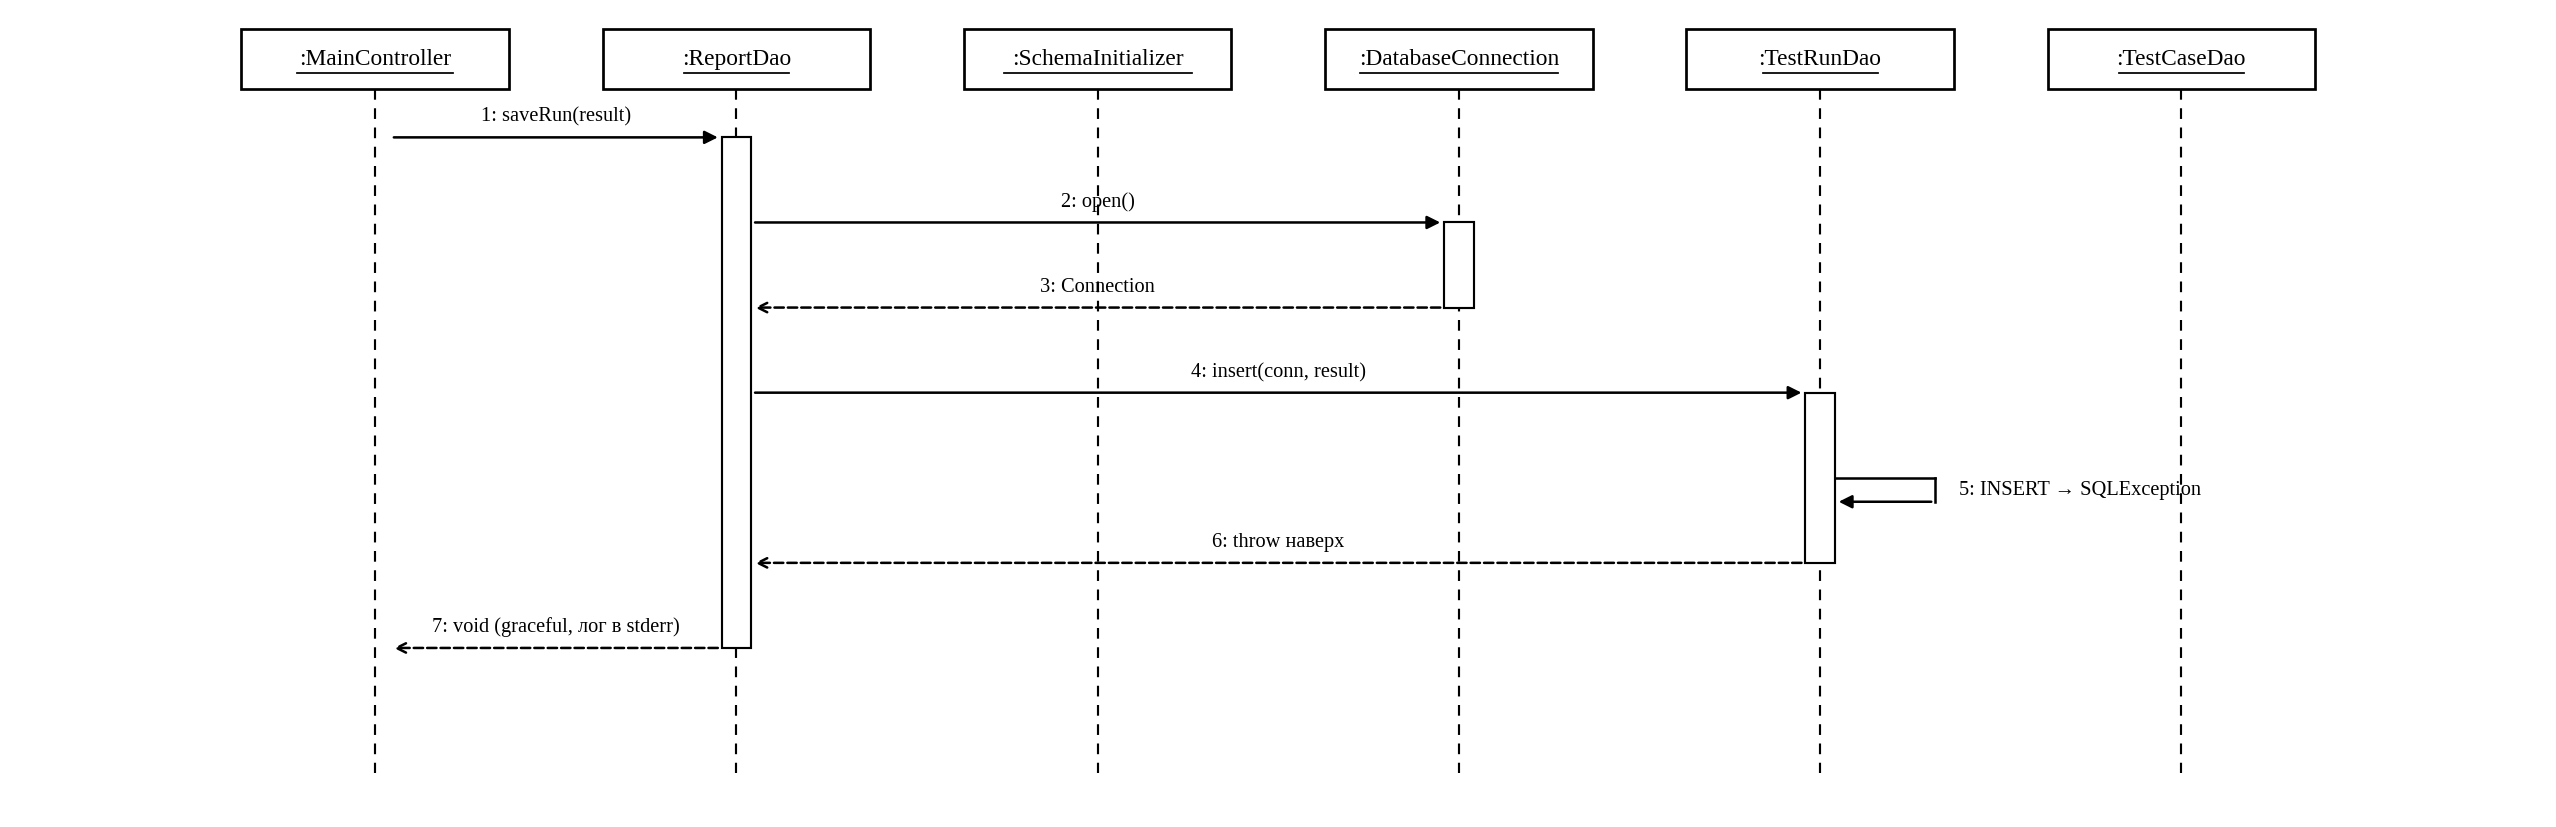 :MainController
:ReportDao
:SchemaInitializer
:DatabaseConnection
:TestRunDao
:TestCaseDao
1: saveRun(result)
2: open()
3: Connection
4: insert(conn, result)
5: INSERT → SQLException
6: throw наверх
7: void (graceful, лог в stderr)